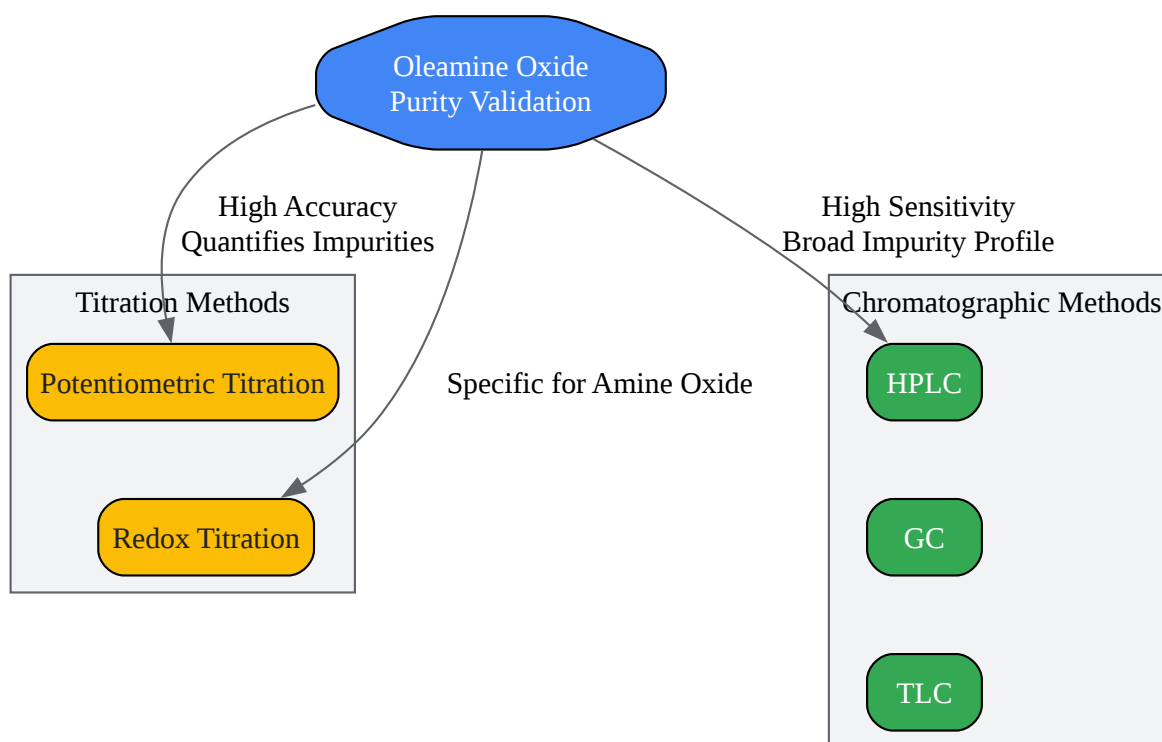 Oleamine Oxide
Purity Validation
High Accuracy
Quantifies Impurities
High Sensitivity
Broad Impurity Profile
Titration Methods
Chromatographic Methods
Potentiometric Titration
Specific for Amine Oxide
HPLC
Redox Titration
GC
TLC